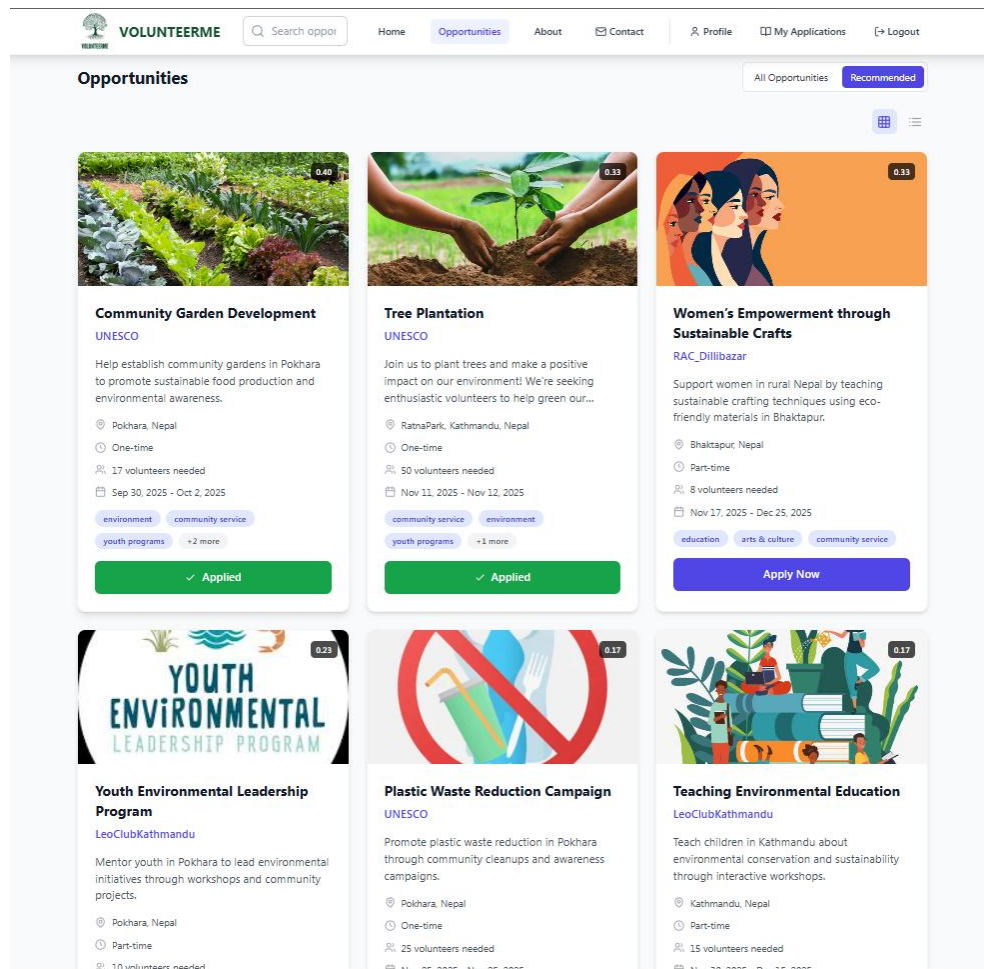 VOLUNTEERME
VOLUNTEERME
Search oppor
Home
Opportunities
About
Contact
Profile
My Applications
Logout
Opportunities
All Opportunities
Recommended
0.40
Community Garden Development
UNESCO
Help establish community gardens in Pokhara
to promote sustainable food production and
environmental awareness.
Pokhara, Nepal
One-time
17 volunteers needed
Sep 30, 2025 - Oct 2, 2025
environment community service
youth programs +2 more
Applied
0.33
Tree Plantation
UNESCO
Join us to plant trees and make a positive
impact on our environment! We're seeking
enthusiastic volunteers to help green our...
RatnaPark, Kathmandu, Nepal
One-time
50 volunteers needed
Nov 11, 2025 - Nov 12, 2025
community service environment
youth programs +1 more
Applied
0.33
Women's Empowerment through
Sustainable Crafts
RAC_Dillibazar
Support women in rural Nepal by teaching
sustainable crafting techniques using eco-
friendly materials in Bhaktapur.
Bhaktapur, Nepal
Part-time
8 volunteers needed
Nov 17, 2025 - Dec 25, 2025
education arts & culture community service
Apply Now
0.23
YOUTH
ENViRONMENTAL
LEADERSHIP PROGRAM
Youth Environmental Leadership
Program
LeoClubKathmandu
Mentor youth in Pokhara to lead environmental
initiatives through workshops and community
projects.
Pokhara, Nepal
Part-time
10 volunteers needed
0.17
Plastic Waste Reduction Campaign
UNESCO
Promote plastic waste reduction in Pokhara
through community cleanups and awareness
campaigns.
Pokhara, Nepal
One-time
25 volunteers needed
0.17
Teaching Environmental Education
LeoClubKathmandu
Teach children in Kathmandu about
environmental conservation and sustainability
through interactive workshops.
Kathmandu, Nepal
Part-time
15 volunteers needed